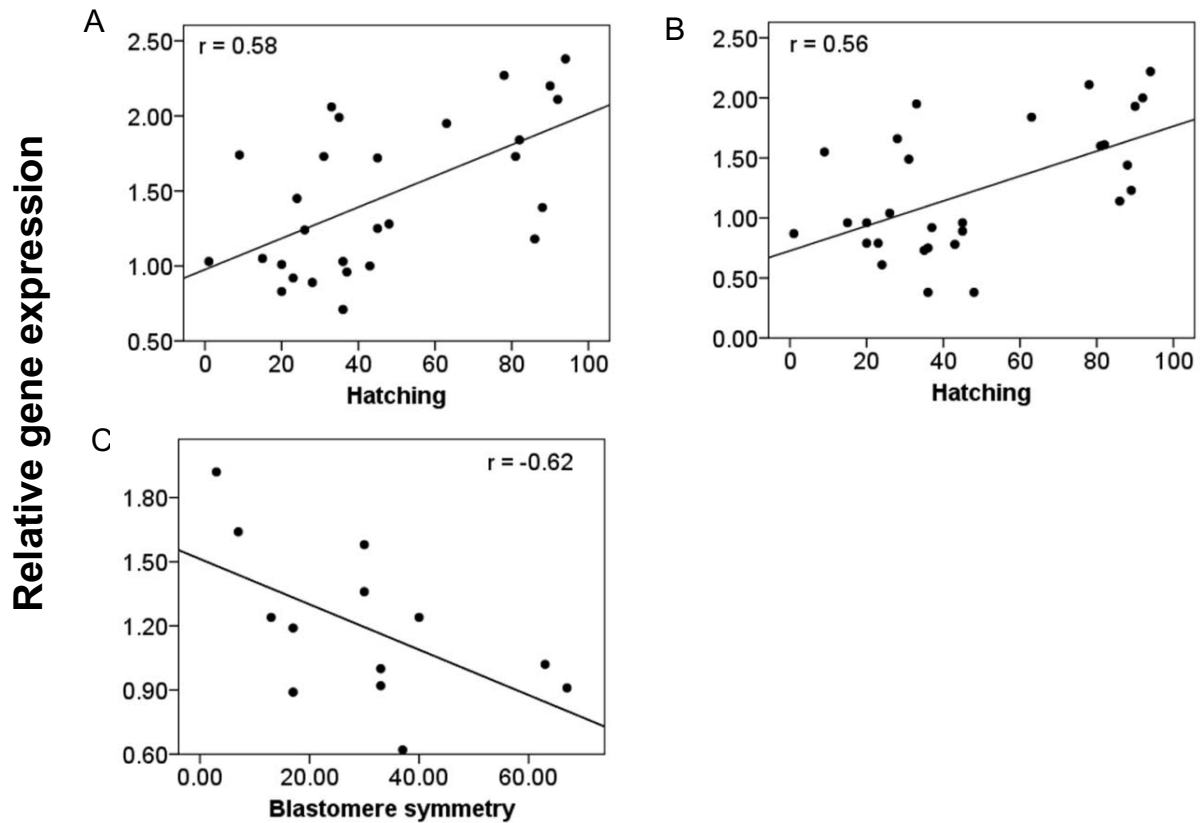 Relative gene expression
A
r = 0.58
2.50
2.00
1.50
1.00
0.50
0 20 40 60 80 100
Hatching
B
r = 0.56
2.50
2.00
1.50
1.00
0.50
0.00
0 20 40 60 80 100
Hatching
C
r = -0.62
1.80
1.50
1.20
0.90
0.60
0.00 20.00 40.00 60.00
Blastomere symmetry